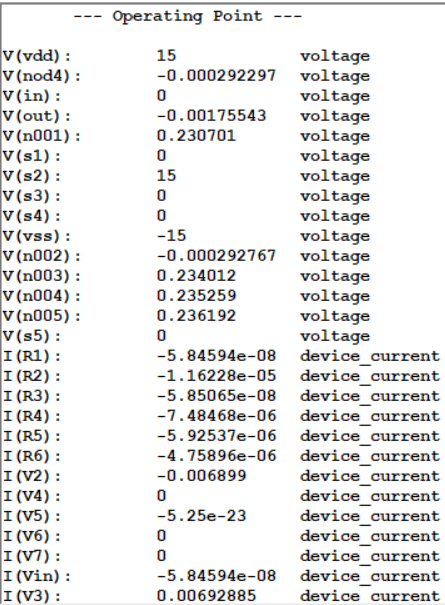 --- Operating Point ---
V(vdd): 15 voltage
V(nod4): -0.000292297 voltage
V(in): 0 voltage
V(out): -0.00175543 voltage
V(n001): 0.230701 voltage
V(s1): 0 voltage
V(s2): 15 voltage
V(s3): 0 voltage
V(s4): 0 voltage
V(vss): -15 voltage
V(n002): -0.000292767 voltage
V(n003): 0.234012 voltage
V(n004): 0.235259 voltage
V(n005): 0.236192 voltage
V(s5): 0 voltage
I(R1): -5.84594e-08 device_current
I(R2): -1.16228e-05 device_current
I(R3): -5.85065e-08 device_current
I(R4): -7.48468e-06 device_current
I(R5): -5.92537e-06 device_current
I(R6): -4.75896e-06 device_current
I(V2): -0.006899 device_current
I(V4): 0 device_current
I(V5): -5.25e-23 device_current
I(V6): 0 device_current
I(V7): 0 device_current
I(Vin): -5.84594e-08 device_current
I(V3): 0.00692885 device_current